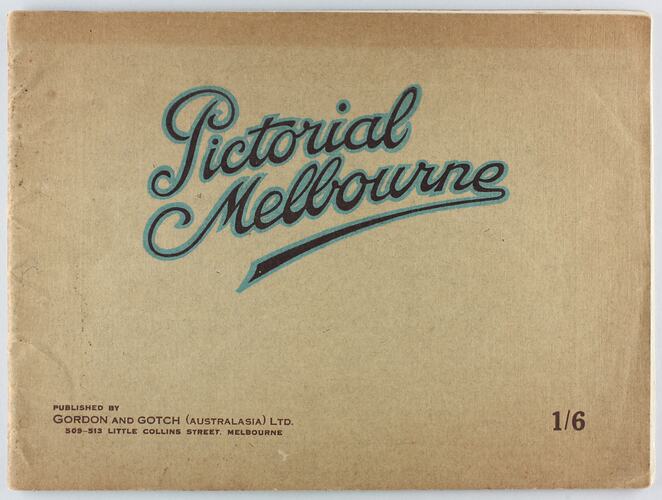 Pictorial
Melbourne
PUBLISHED BY
GORDON AND GOTCH (AUSTRALASIA) LTD.
509-513 LITTLE COLLINS STREET, MELBOURNE
1/6